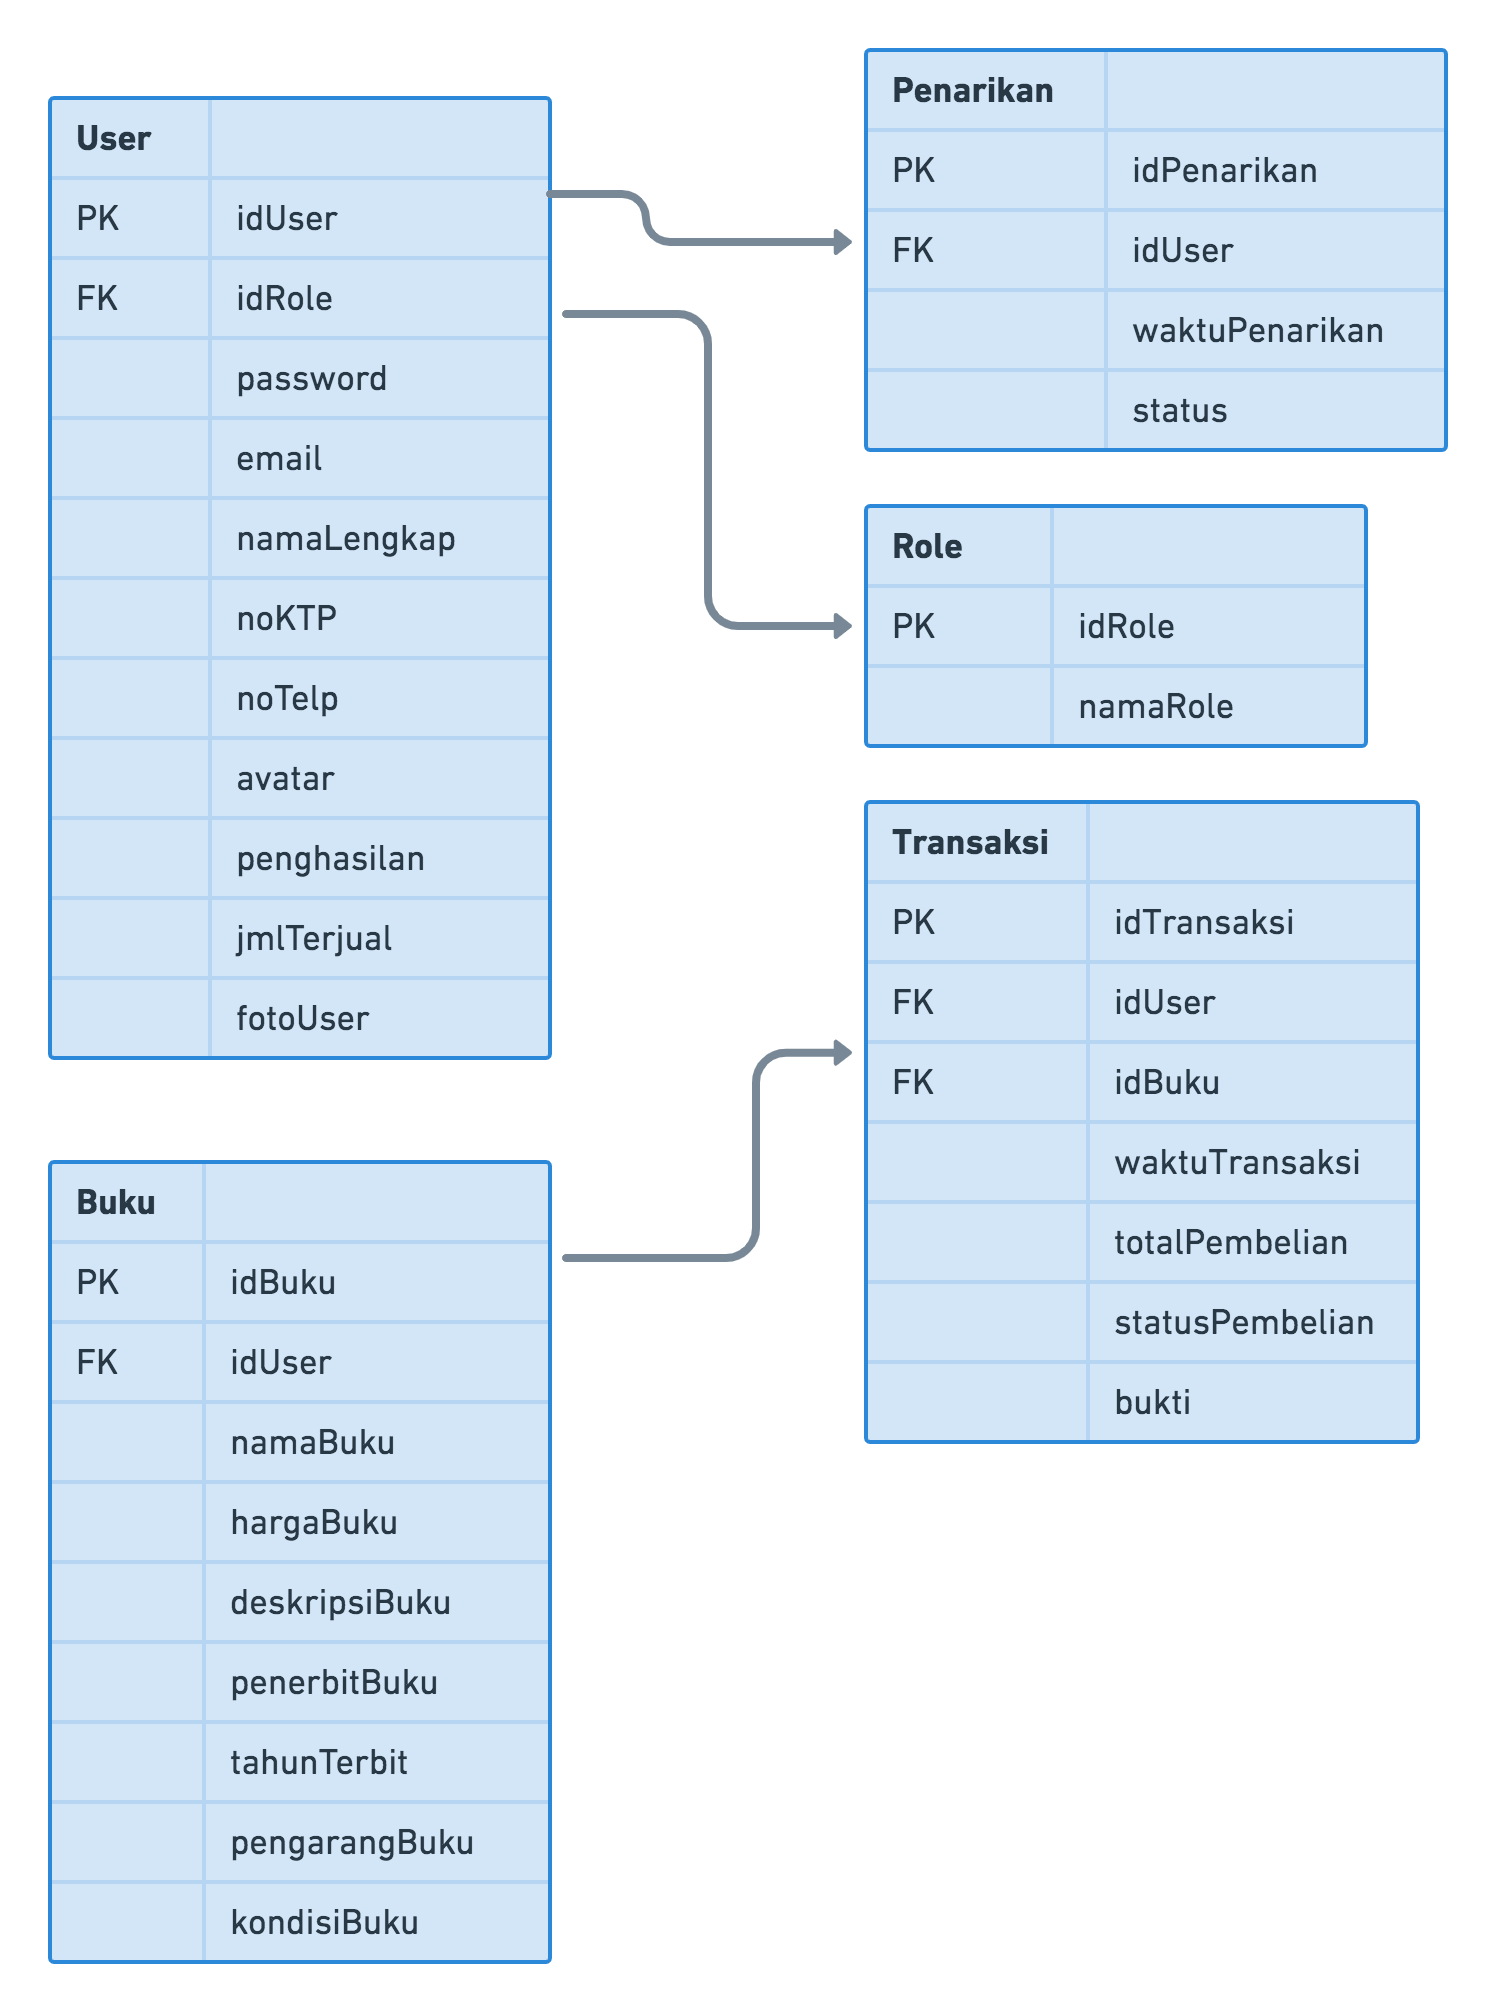 User
PK idUser
FK idRole
password
email
namaLengkap
noKTP
noTelp
avatar
penghasilan
jmlTerjual
fotoUser
Buku
PK idBuku
FK idUser
namaBuku
hargaBuku
deskripsiBuku
penerbitBuku
tahunTerbit
pengarangBuku
kondisiBuku
Penarikan
PK idPenarikan
FK idUser
waktuPenarikan
status
Role
PK idRole
namaRole
Transaksi
PK idTransaksi
FK idUser
FK idBuku
waktuTransaksi
totalPembelian
statusPembelian
bukti